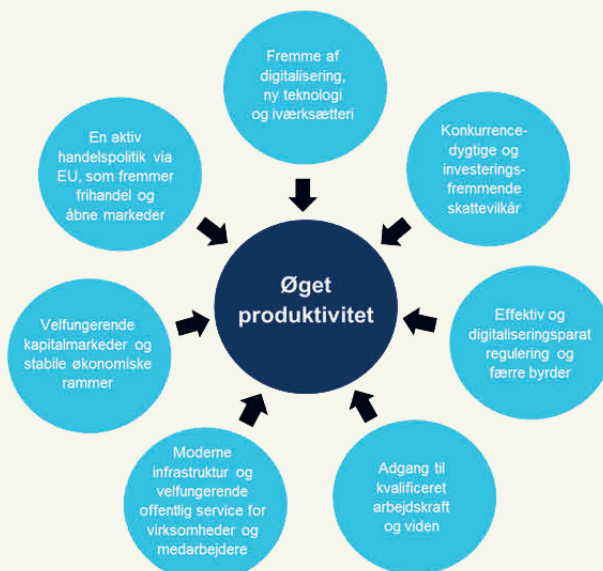 Fremme af
digitalisering,
ny teknologi
og iværksætteri
Konkurrence-
dygtige og
investerings-
fremmende
skattevilkår
Effektiv og
digitaliseringsparat
regulering og
færre byrder
Adgang til
kvalificeret
arbejdskraft
og viden
Moderne
infrastruktur og
velfungerende
offentlig service for
virksomheder og
medarbejdere
Velfungerende
kapitalmarkeder og
stabile økonomiske
rammer
En aktiv
handelspolitik via
EU, som fremmer
frihandel og
åbne markeder
Øget
produktivitet